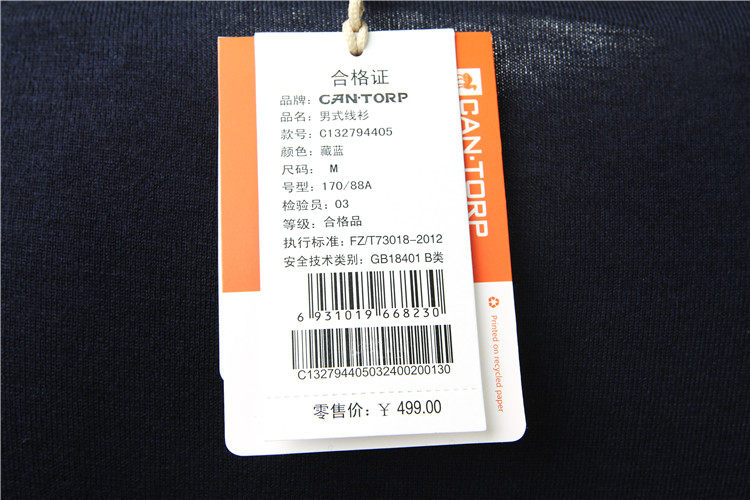 合格证
品牌: CAN·TORP
品名: 男式线衫
款号: C132794405
颜色: 藏蓝
尺码: M
号型: 170/88A
检验员: 03
等级: 合格品
执行标准: FZ/T73018-2012
安全技术类别: GB18401 B类
6 931019 668230
C13279440503240020013​0
零售价: ¥ 499.00
CAN·TORP
Printed on
recycled paper